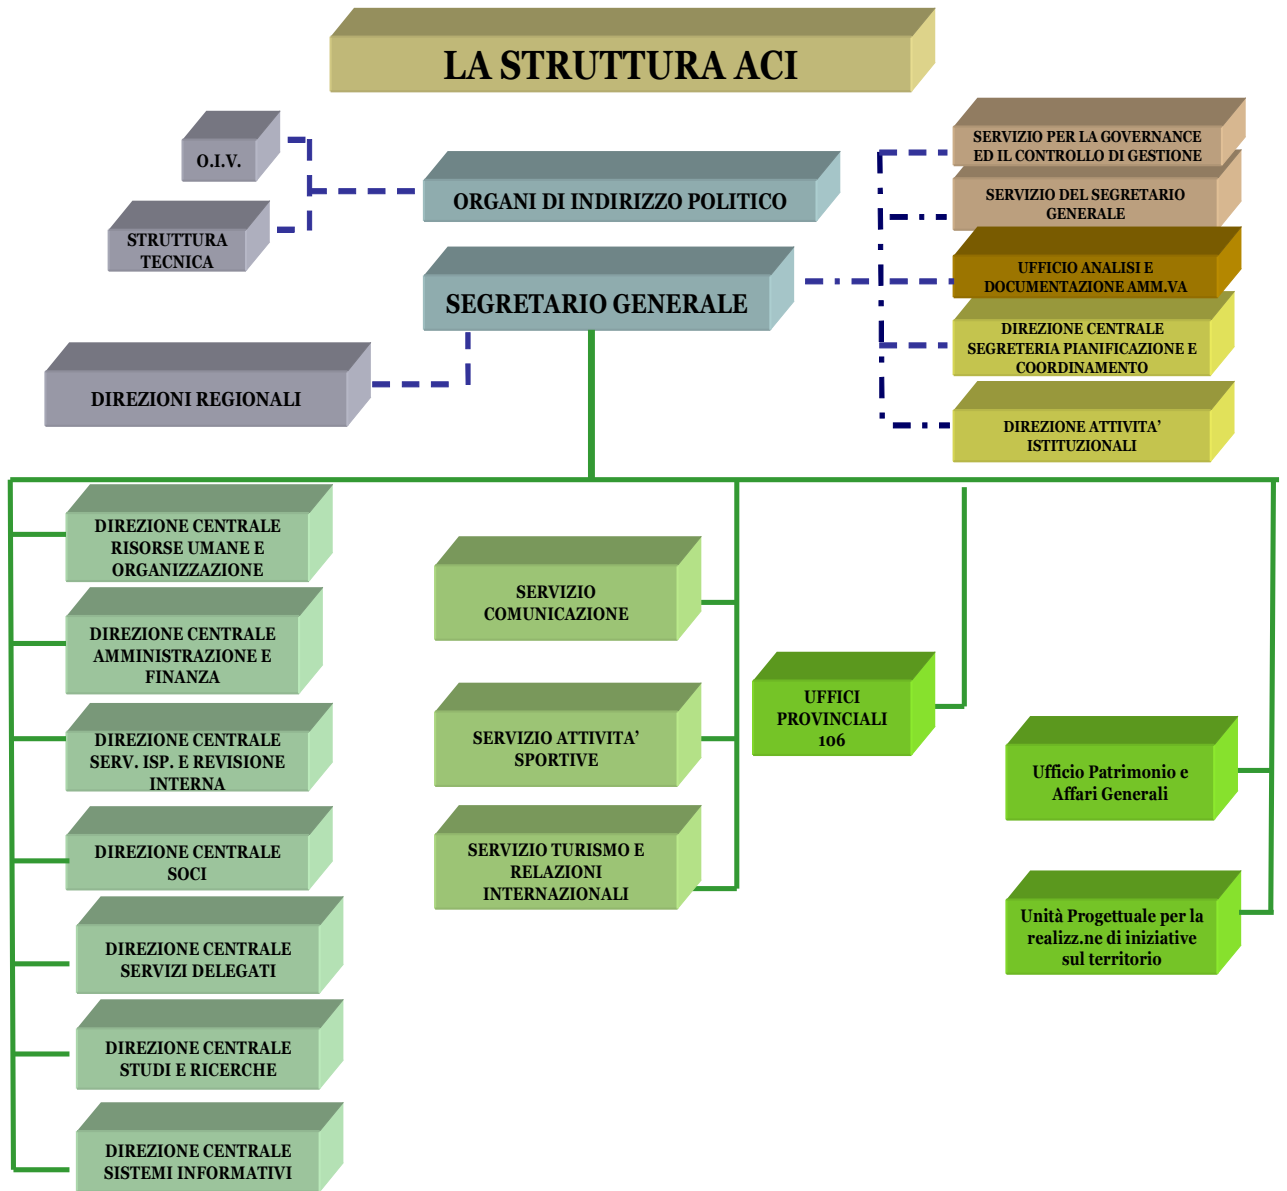 LA STRUTTURA ACI
O.I.V.
STRUTTURA
TECNICA
ORGANI DI INDIRIZZO POLITICO
SEGRETARIO GENERALE
DIREZIONI REGIONALI
SERVIZIO PER LA GOVERNANCE
ED IL CONTROLLO DI GESTIONE
SERVIZIO DEL SEGRETARIO
GENERALE
UFFICIO ANALISI E
DOCUMENTAZIONE AMM.VA
DIREZIONE CENTRALE
SEGRETERIA PIANIFICAZIONE E
COORDINAMENTO
DIREZIONE ATTIVITA’
ISTITUZIONALI
DIREZIONE CENTRALE
RISORSE UMANE E
ORGANIZZAZIONE
DIREZIONE CENTRALE
AMMINISTRAZIONE E
FINANZA
DIREZIONE CENTRALE
SERV. ISP. E REVISIONE
INTERNA
DIREZIONE CENTRALE
SOCI
DIREZIONE CENTRALE
SERVIZI DELEGATI
DIREZIONE CENTRALE
STUDI E RICERCHE
DIREZIONE CENTRALE
SISTEMI INFORMATIVI
SERVIZIO
COMUNICAZIONE
SERVIZIO ATTIVITA’
SPORTIVE
SERVIZIO TURISMO E
RELAZIONI
INTERNAZIONALI
UFFICI
PROVINCIALI
106
Ufficio Patrimonio e
Affari Generali
Unità Progettuale per la
realizz.ne di iniziative
sul territorio